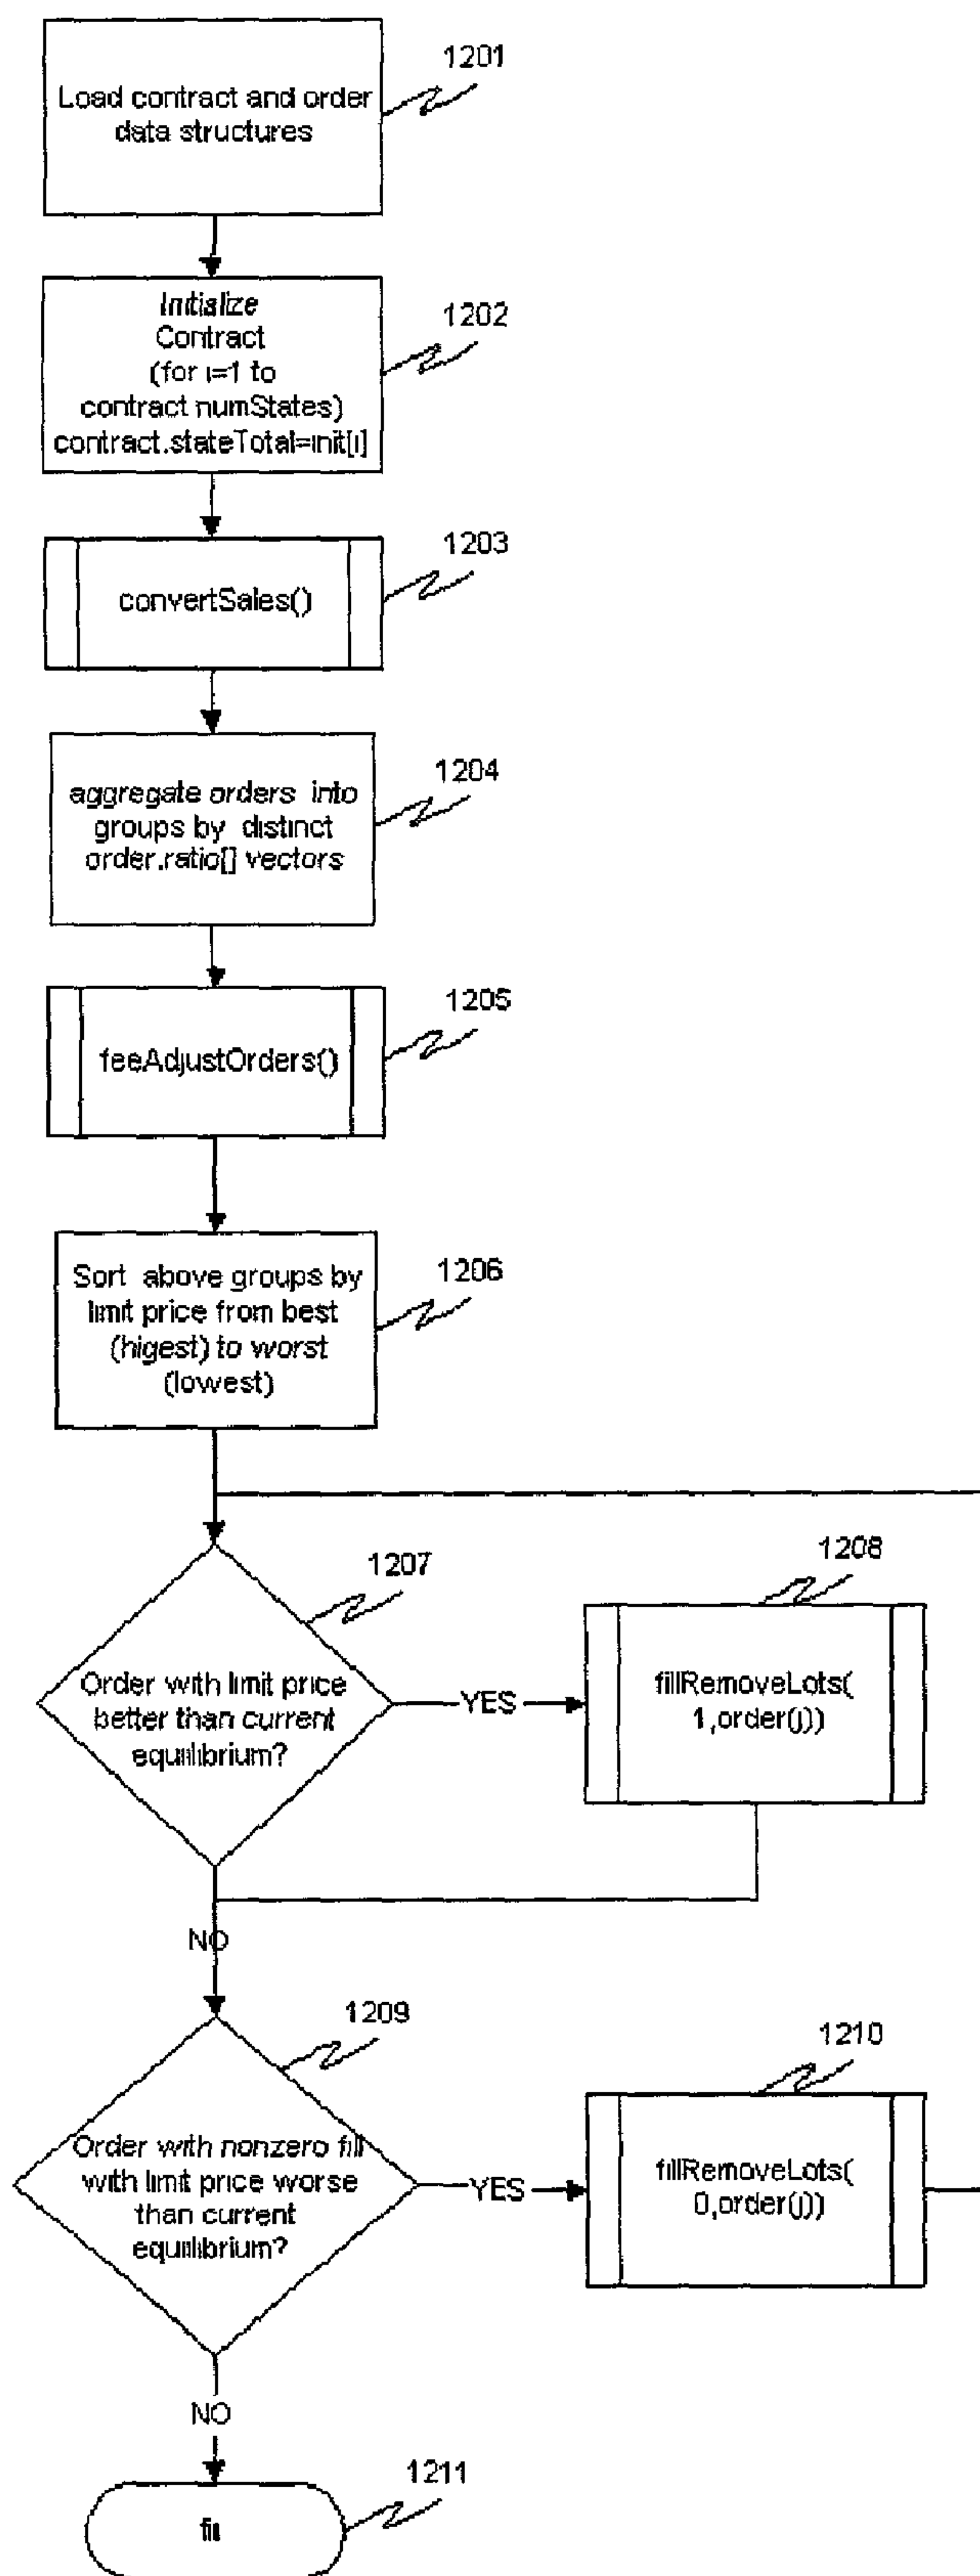 1201
Load contract and order
data structures
1202
Initialize
Contract
(for i=1 to
contract numStates)
contract.stateTotal=init[i]
1203
convertSales()
1204
aggregate orders into
groups by distinct
order.ratio[] vectors
1205
feeAdjustOrders()
1206
Sort above groups by
limit price from best
(higest) to worst
(lowest)
1207
Order with limit price
better than current
equilibrium?
YES
1208
fillRemoveLots(
1,order(j))
NO
1209
Order with nonzero fill
with limit price worse
than current
equilibrium?
YES
1210
fillRemoveLots(
0,order(j))
NO
1211